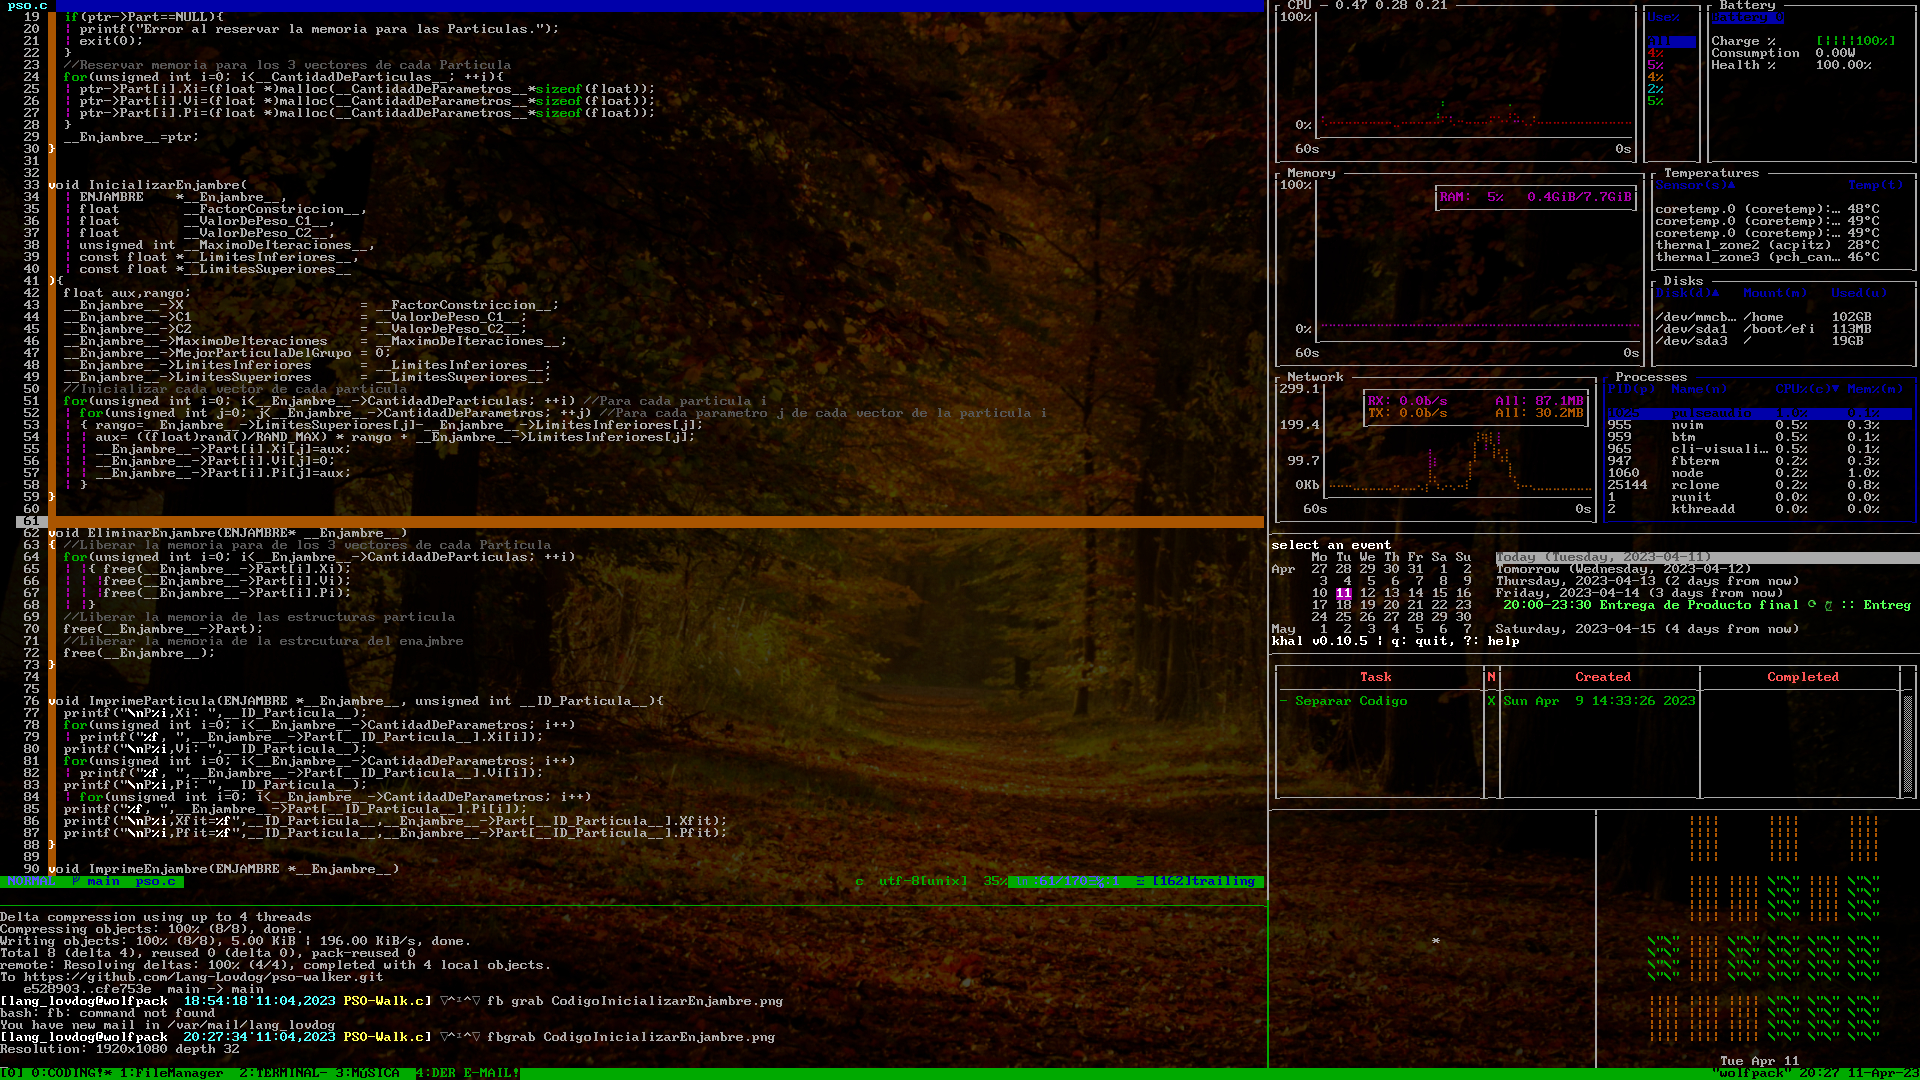 pso.c
19 if(ptr->Part==NULL){
20 printf("Error al reservar la memoria para las Particulas.");
21 exit(0);
22 }
23 //Reservar memoria para los 3 vectores de cada Particula
24 for(unsigned int i=0; i<__CantidadDeParticulas__; ++i){
25 ptr->Part[i].Xi=(float *)malloc(__CantidadDeParametros__*sizeof(float));
26 ptr->Part[i].Vi=(float *)malloc(__CantidadDeParametros__*sizeof(float));
27 ptr->Part[i].Pi=(float *)malloc(__CantidadDeParametros__*sizeof(float));
28 }
29 __Enjambre__=ptr;
30 }
31
32
33 void InicializarEnjambre(
34 ENJAMBRE *__Enjambre__,
35 float __FactorConstriccion__,
36 float __ValorDePeso_C1__,
37 float __ValorDePeso_C2__,
38 unsigned int __MaximoDeIteraciones__,
39 const float *__LimitesInferiores__,
40 const float *__LimitesSuperiores__
41 ){
42 float aux,rango;
43 __Enjambre__->X = __FactorConstriccion__;
44 __Enjambre__->C1 = __ValorDePeso_C1__;
45 __Enjambre__->C2 = __ValorDePeso_C2__;
46 __Enjambre__->MaximoDeIteraciones = __MaximoDeIteraciones__;
47 __Enjambre__->MejorParticulaDelGrupo = 0;
48 __Enjambre__->LimitesInferiores = __LimitesInferiores__;
49 __Enjambre__->LimitesSuperiores = __LimitesSuperiores__;
50 //Inicializar cada vector de cada particula
51 for(unsigned int i=0; i<__Enjambre__->CantidadDeParticulas; ++i) //Para cada particula i
52 for(unsigned int j=0; j<__Enjambre__->CantidadDeParametros; ++j) //Para cada parametro j de cada vector de la particula i
53 { rango=__Enjambre__->LimitesSuperiores[j]-__Enjambre__->LimitesInferiores[j];
54 aux= ((float)rand()/RAND_MAX) * rango + __Enjambre__->LimitesInferiores[j];
55 __Enjambre__->Part[i].Xi[j]=aux;
56 __Enjambre__->Part[i].Vi[j]=0;
57 __Enjambre__->Part[i].Pi[j]=aux;
58 }
59 }
60
61
62 void EliminarEnjambre(ENJAMBRE* __Enjambre__)
63 { //Liberar la memoria para de los 3 vectores de cada Particula
64 for(unsigned int i=0; i<__Enjambre__->CantidadDeParticulas; ++i)
65 { free(__Enjambre__->Part[i].Xi);
66 free(__Enjambre__->Part[i].Vi);
67 free(__Enjambre__->Part[i].Pi);
68 }
69 //Liberar la memoria de las estructuras particula
70 free(__Enjambre__->Part);
71 //Liberar la memoria de la estrcutura del enajmbre
72 free(__Enjambre__);
73 }
74
75
76 void ImprimeParticula(ENJAMBRE *__Enjambre__, unsigned int __ID_Particula__){
77 printf("\nP%i,Xi: ",__ID_Particula__);
78 for(unsigned int i=0; i<__Enjambre__->CantidadDeParametros; i++)
79 printf("%f, ",__Enjambre__->Part[__ID_Particula__].Xi[i]);
80 printf("\nP%i,Vi: ",__ID_Particula__);
81 for(unsigned int i=0; i<__Enjambre__->CantidadDeParametros; i++)
82 printf("%f, ",__Enjambre__->Part[__ID_Particula__].Vi[i]);
83 printf("\nP%i,Pi: ",__ID_Particula__);
84 for(unsigned int i=0; i<__Enjambre__->CantidadDeParametros; i++)
85 printf("%f, ",__Enjambre__->Part[__ID_Particula__].Pi[i]);
86 printf("\nP%i,Xfit=%f",__ID_Particula__,__Enjambre__->Part[__ID_Particula__].Xfit);
87 printf("\nP%i,Pfit=%f",__ID_Particula__,__Enjambre__->Part[__ID_Particula__].Pfit);
88 }
89
90 void ImprimeEnjambre(ENJAMBRE *__Enjambre__)
NORMAL main pso.c c utf-8[unix] 35% [162]trailing
Delta compression using up to 4 threads
Compressing objects: 100% (8/8), done.
Writing objects: 100% (8/8), 5.00 KiB | 196.00 KiB/s, done.
Total 8 (delta 4), reused 0 (delta 0), pack-reused 0
remote: Resolving deltas: 100% (4/4), completed with 4 local objects.
To https://github.com/Lang-Lovdog/pso-walker.git
e528903..cfe753e main -> main
[lang_lovdog@wolfpack 18:54:18'11:04,2023 PSO-Walk.c] fb grab CodigoInicializarEnjambre.png
bash: fb: command not found
You have new mail in /var/mail/lang_lovdog
[lang_lovdog@wolfpack 20:27:34'11:04,2023 PSO-Walk.c] fbgrab CodigoInicializarEnjambre.png
Resolution: 1920x1080 depth 32
CPU — 0.47 0.28 0.21
100%
0%
60s 0s
Use%
All
4%
5%
4%
2%
5%
Battery
Battery 0
Charge % [||||100%]
Consumption 0.00W
Health % 100.00%
Memory
100%
RAM: 5% 0.4GiB/7.7GiB
0%
60s 0s
Temperatures
Sensor(s)▲ Temp(t)
coretemp.0 (coretemp):… 48°C
coretemp.0 (coretemp):… 49°C
coretemp.0 (coretemp):… 49°C
thermal_zone2 (acpitz) 28°C
thermal_zone3 (pch_can… 46°C
Disks
Disk(d)▲ Mount(m) Used(u)
/dev/mmcb… /home 102GB
/dev/sda1 /boot/efi 113MB
/dev/sda3 / 19GB
Network
299.1
RX: 0.0b/s All: 87.1MB
TX: 0.0b/s All: 30.2MB
199.4
99.7
0Kb
60s 0s
Processes
PID(p) Name(n) CPU%(c)▼ Mem%(m)
1025 pulseaudio 1.0% 0.1%
955 nvim 0.5% 0.3%
959 btm 0.5% 0.1%
965 cli-visuali… 0.5% 0.1%
947 fbterm 0.2% 0.3%
1060 node 0.2% 1.0%
25144 rclone 0.2% 0.8%
1 runit 0.0% 0.0%
2 kthreadd 0.0% 0.0%
select an event
Mo Tu We Th Fr Sa Su
Apr 27 28 29 30 31 1 2
3 4 5 6 7 8 9
10 11 12 13 14 15 16
17 18 19 20 21 22 23
24 25 26 27 28 29 30
May 1 2 3 4 5 6 7
Today (Tuesday, 2023-04-11)
Tomorrow (Wednesday, 2023-04-12)
Thursday, 2023-04-13 (2 days from now)
Friday, 2023-04-14 (3 days from now)
20:00-23:30 Entrega de Producto final :: Entreg
Saturday, 2023-04-15 (4 days from now)
khal v0.10.5 | q: quit, ?: help
Task N Created Completed
- Separar Codigo X Sun Apr 9 14:33:26 2023
*
Tue Apr 11
[0] 0:CODING!* 1:FileManager 2:TERMINAL- 3:MYSICA 4:DER E-MAIL! "wolfpack" 20:27 11-Apr-23